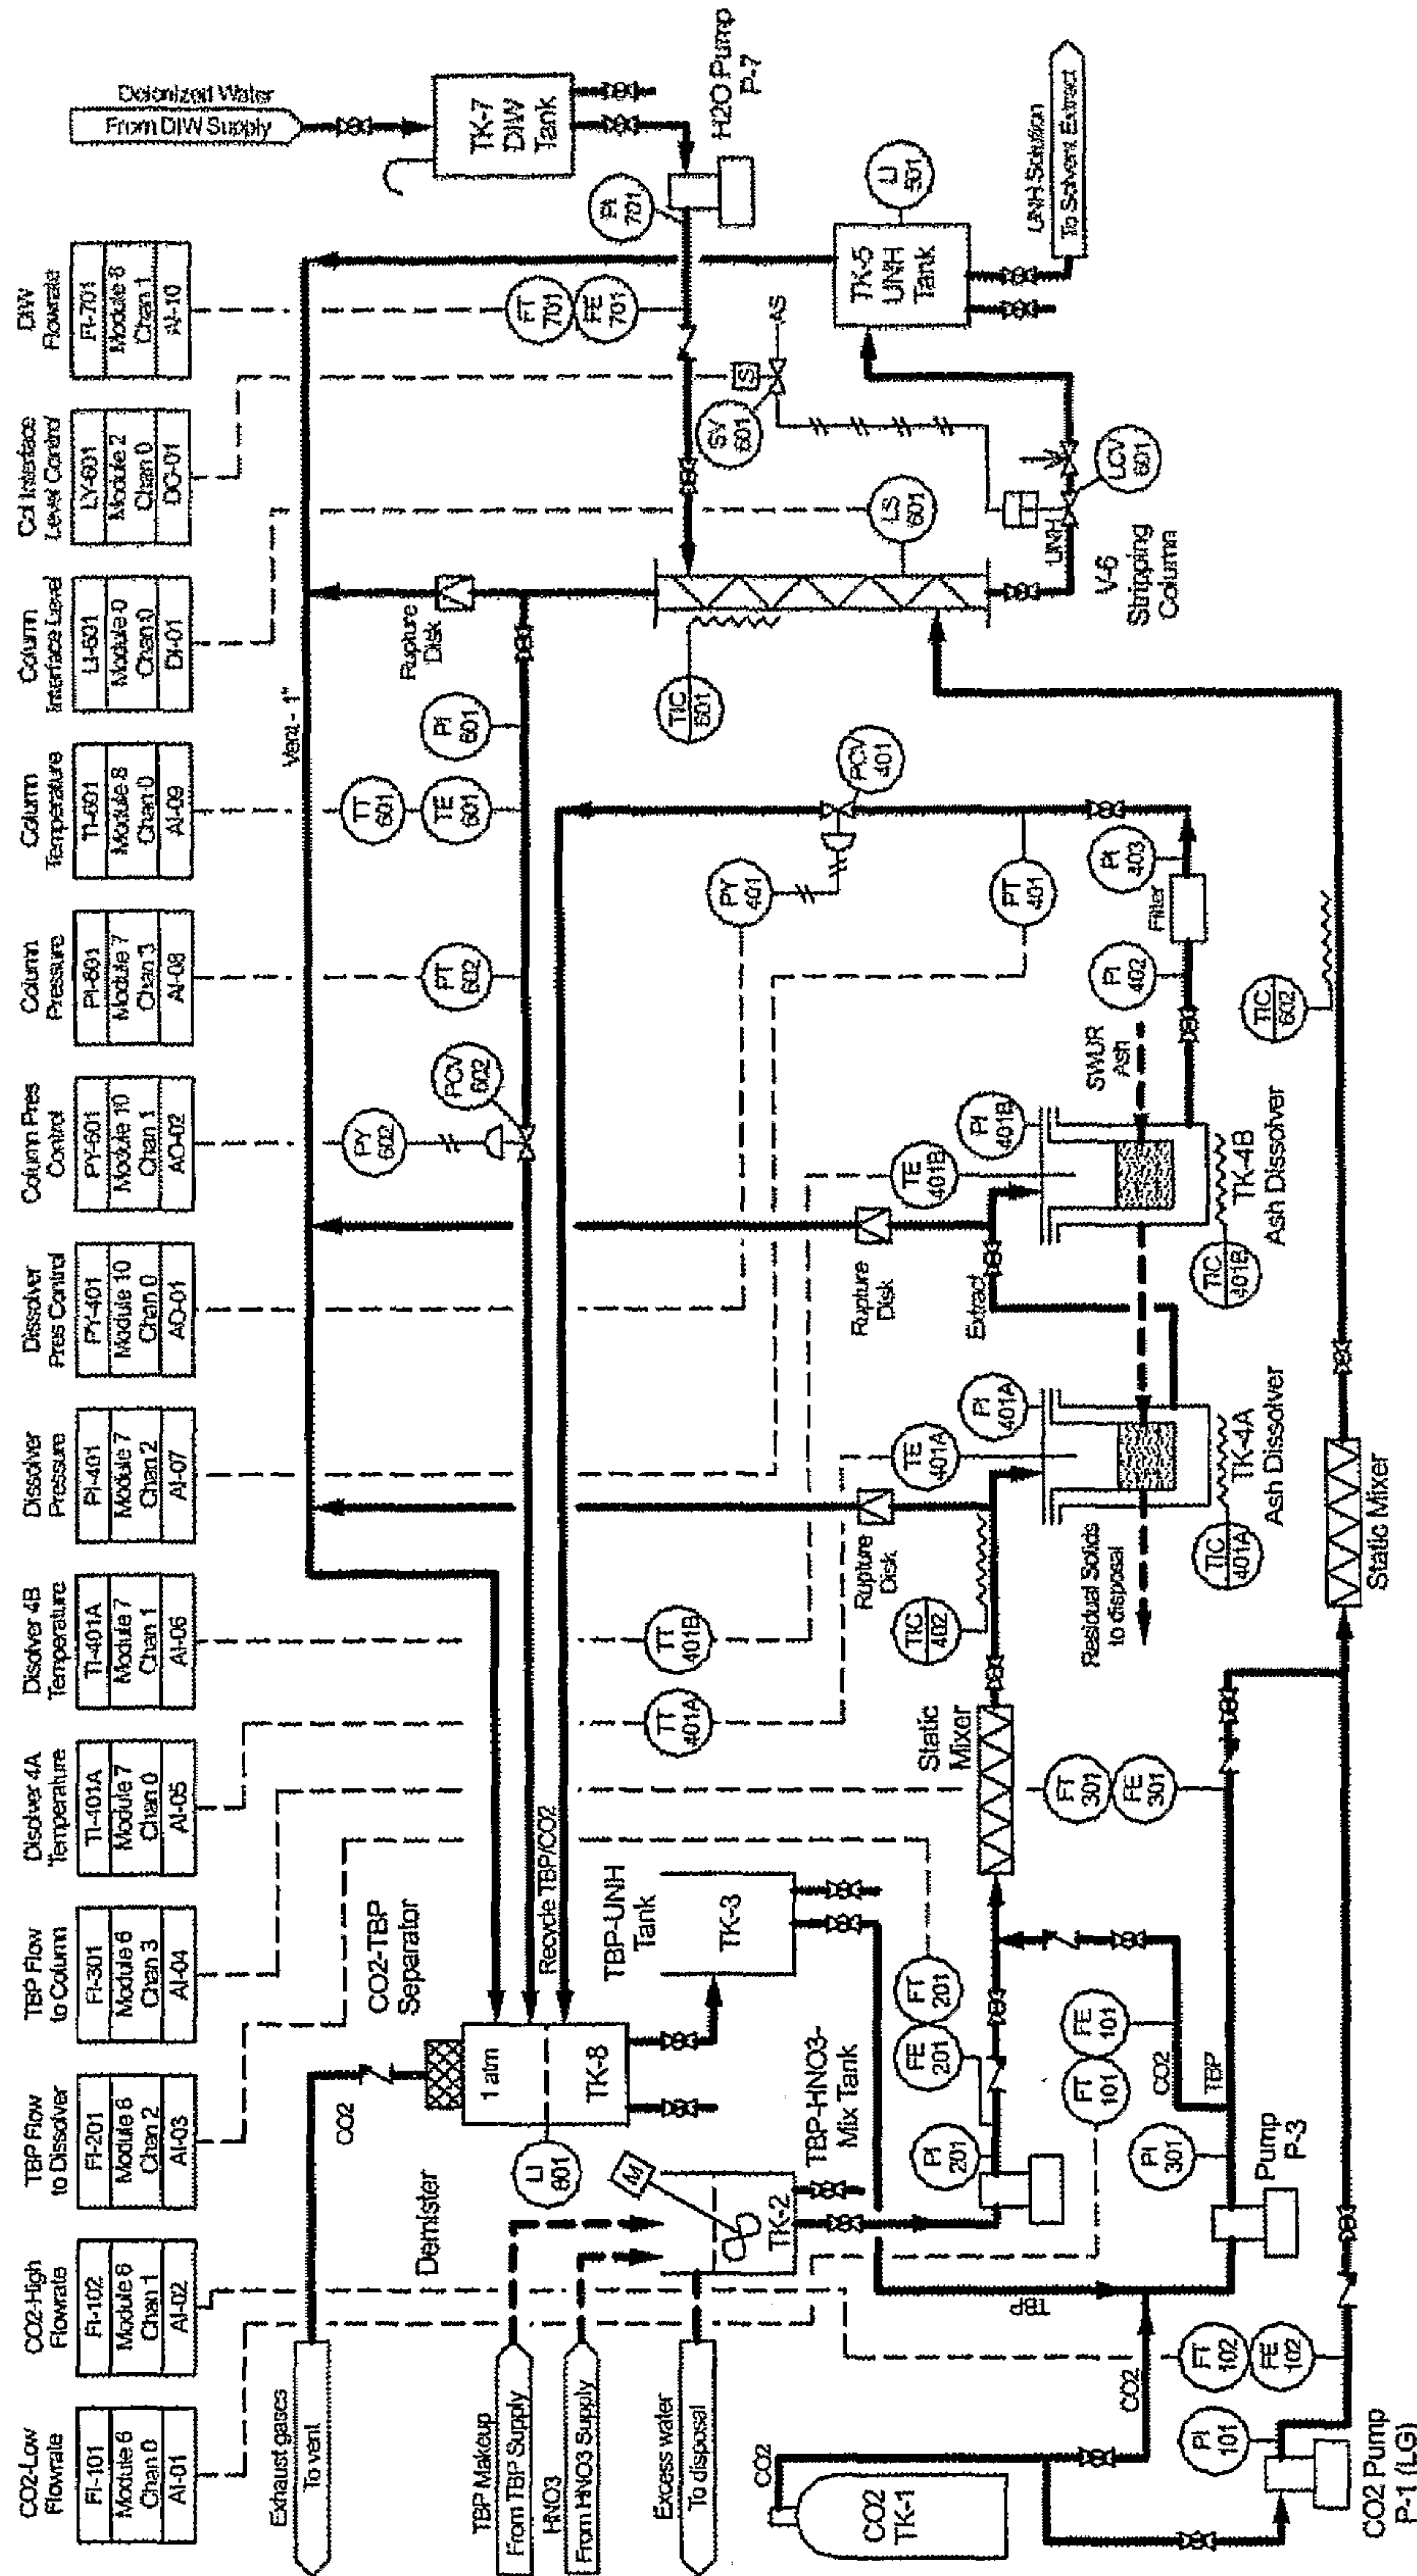 CO2-Low
Flowrate
FI-101
Module 6
Chan 0
AI-01
CO2-High
Flowrate
FI-102
Module 6
Chan 1
AI-02
TBP Flow
to Dissolver
FI-201
Module 6
Chan 2
AI-03
TBP Flow
to Column
FI-301
Module 6
Chan 3
AI-04
Disolver 4A
Temperature
TI-401A
Module 7
Chan 0
AI-05
Disolver 4B
Temperature
TI-401A
Module 7
Chan 1
AI-06
Dissolver
Pressure
PI-401
Module 7
Chan 2
AI-07
Dissolver
Pres Control
PY-401
Module 10
Chan 0
AO-01
Column Pres
Control
PY-601
Module 10
Chan 1
AO-02
Column
Pressure
PI-601
Module 7
Chan 3
AI-08
Column
Temperature
TI-601
Module 8
Chan 0
AI-09
Column
Interface Level
LI-601
Module 0
Chan 0
DI-01
Col Interface
Level Control
LY-601
Module 2
Chan 0
DO-01
DIW
Flowrate
FI-701
Module 8
Chan 1
AI-10
Deionized Water
From DIW Supply
Exhaust gases
To vent
CO2
Vent - 1"
TBP Makeup
From TBP Supply
HNO3
From HNO3 Supply
Excess water
To disposal
Demister
CO2-TBP
Separator
1 atm
TK-8
LI
801
Recycle TBP/CO2
TBP-UNH
Tank
TK-3
M
TK-2
TBP-HNO3-
Mix Tank
PY
602
PCV
602
PT
602
TT
601
TE
601
PI
601
Rupture
Disk
TK-7
DIW
Tank
H2O Pump
P-7
PI
701
FT
701
FE
701
S
AS
SV
601
LS
601
TIC
601
V-6
Stripping
Column
UNH
LCV
601
TK-5
UNH
Tank
LI
501
UNH Solution
To Solvent Extract
TT
401A
TT
401B
PY
401
PCV
401
PT
401
PI
403
Filter
PI
402
SWUR
Ash
Rupture
Disk
Extract
TE
401B
PI
401B
TIC
401B
TK-4B
Ash Dissolver
Rupture
Disk
TE
401A
PI
401A
TIC
401A
TK-4A
Ash Dissolver
Residual Solids
to disposal
TIC
402
Static
Mixer
FT
201
FE
201
PI
201
FT
301
FE
301
FE
101
FT
101
CO2
TBP
PI
301
Pump
P-3
TBP
CO2
FT
102
FE
102
PI
101
CO2
CO2
TK-1
CO2 Pump
P-1 (LG)
Static Mixer
TIC
602